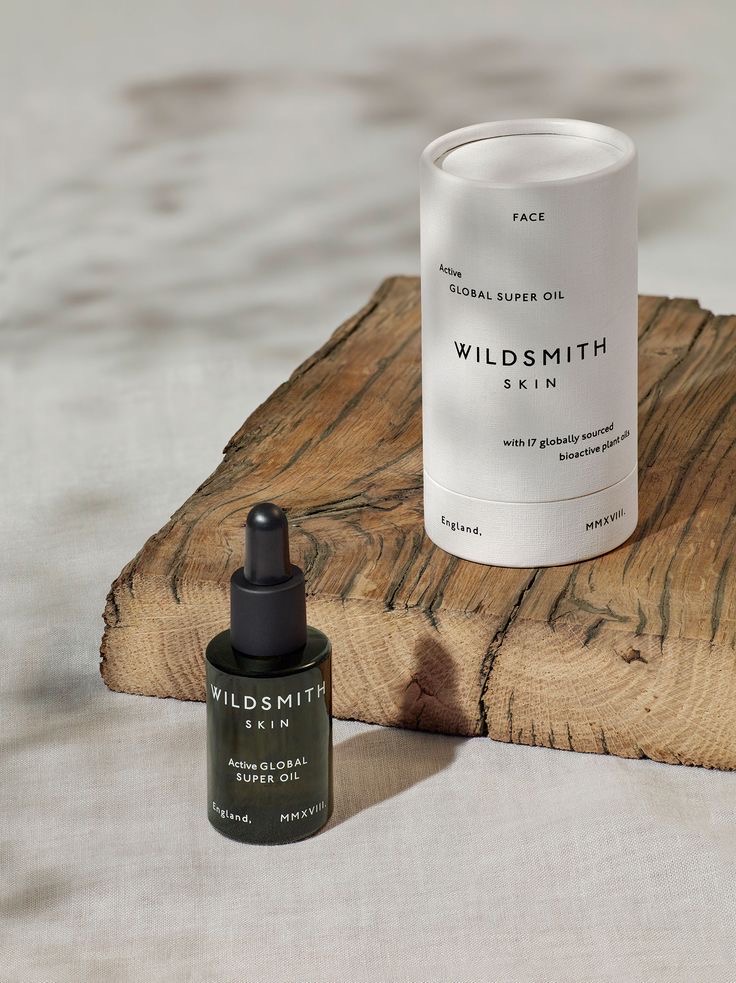 FACE
Active
GLOBAL SUPER OIL
WILDSMITH
SKIN
with 17 globally sourced
bioactive plant oils
England,
MMXVIII.
WILDSMITH
SKIN
Active GLOBAL
SUPER OIL
England,
MMXVIII.